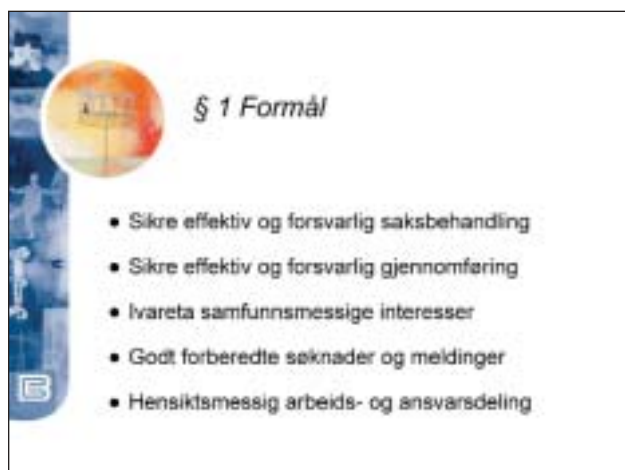 § 1 Formål
● Sikre effektiv og forsvarlig saksbehandling
● Sikre effektiv og forsvarlig gjennomføring
● Ivareta samfunnsmessige interesser
● Godt forberedte søknader og meldinger
● Hensiktsmessig arbeids- og ansvarsdeling